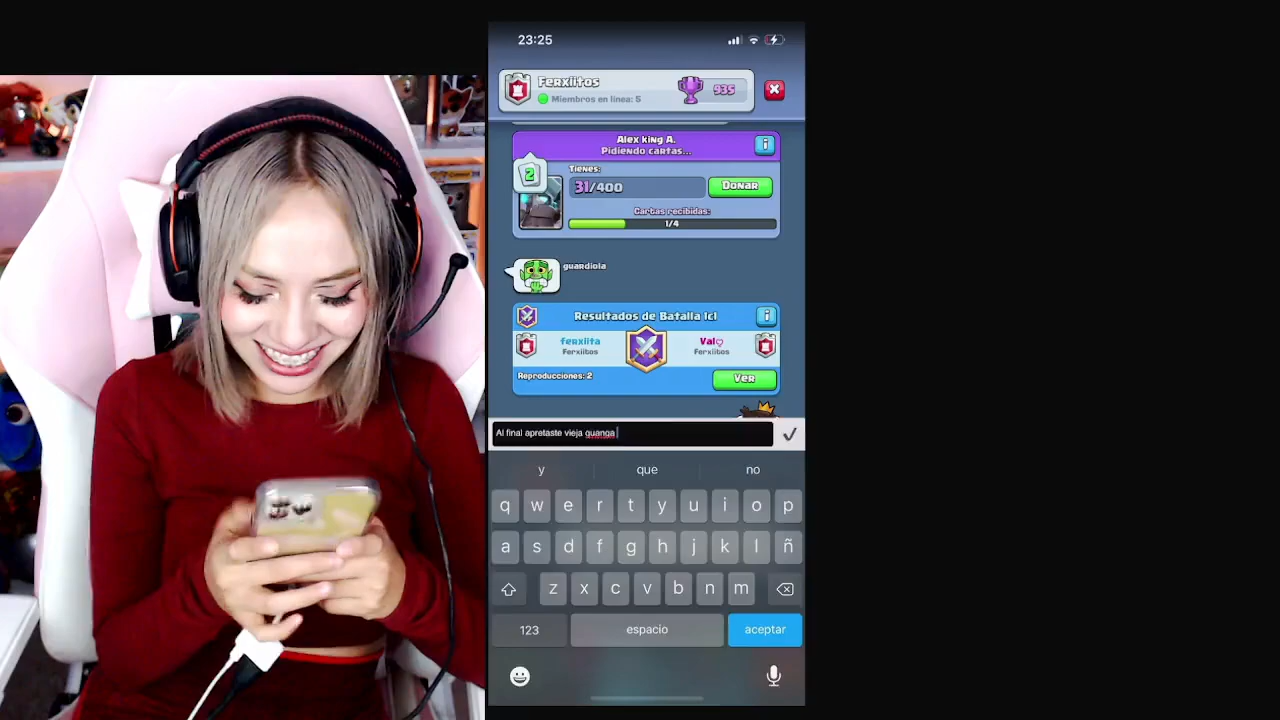 23:25
Ferxiitos
935
Miembros en línea: 5
Alex king A.
Pidiendo cartas...
2
Tienes:
31/400
Donar
Cartas recibidas:
1/4
guardiola
Resultados de Batalla 1c1
ferxiita
Ferxiitos
Val♡
Ferxiitos
Reproducciones: 2
Ver
Al final apretaste vieja guanga
y que no
q w e r t y u i o p
a s d f g h j k l ñ
z x c v b n m
123 espacio aceptar